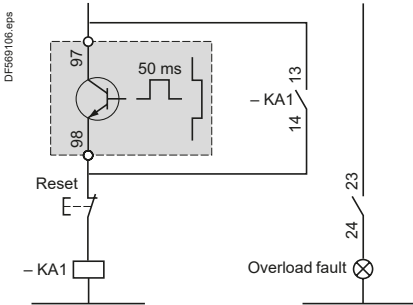 DF569106.eps
97
50 ms
98
13
– KA1
14
Reset
– KA1
23
24
Overload fault